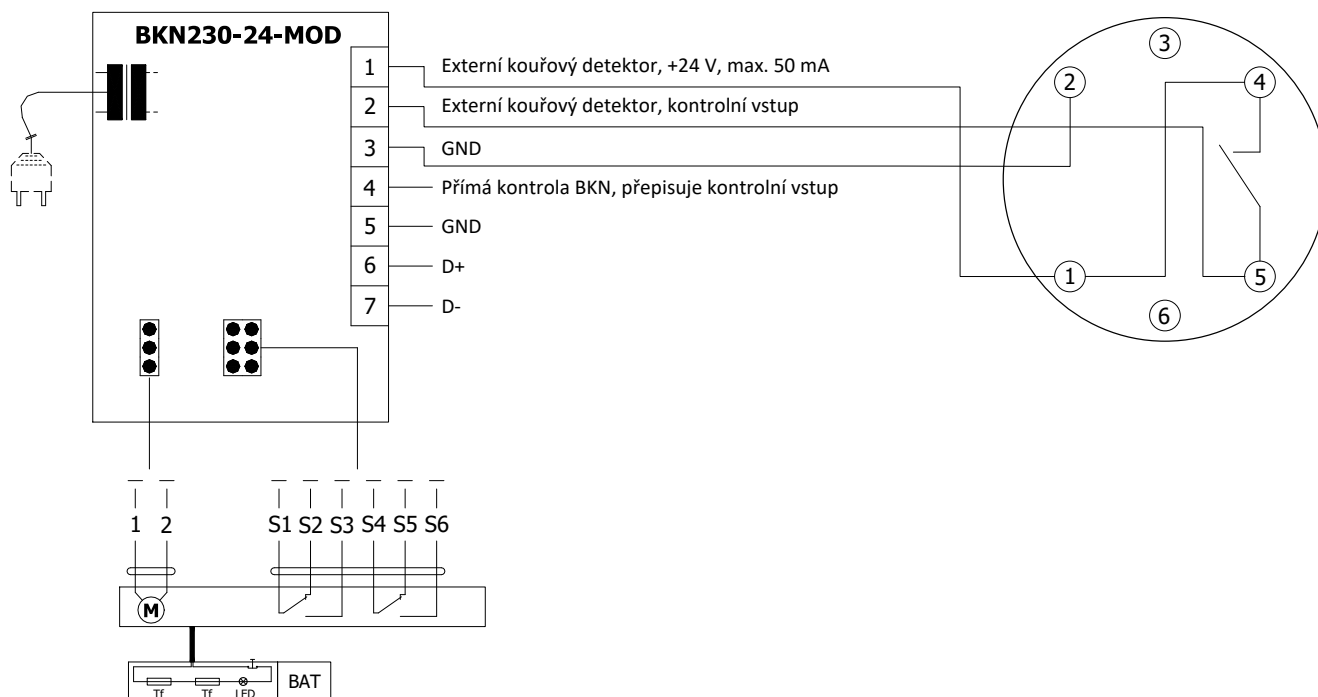 BKN230-24-MOD
1 Externí kouřový detektor, +24 V, max. 50 mA
2 Externí kouřový detektor, kontrolní vstup
3 GND
4 Přímá kontrola BKN, přepisuje kontrolní vstup
5 GND
6 D+
7 D-
3
2 4
1 5
6
1 2 S1 S2 S3 S4 S5 S6
M
BAT
Tf Tf LED